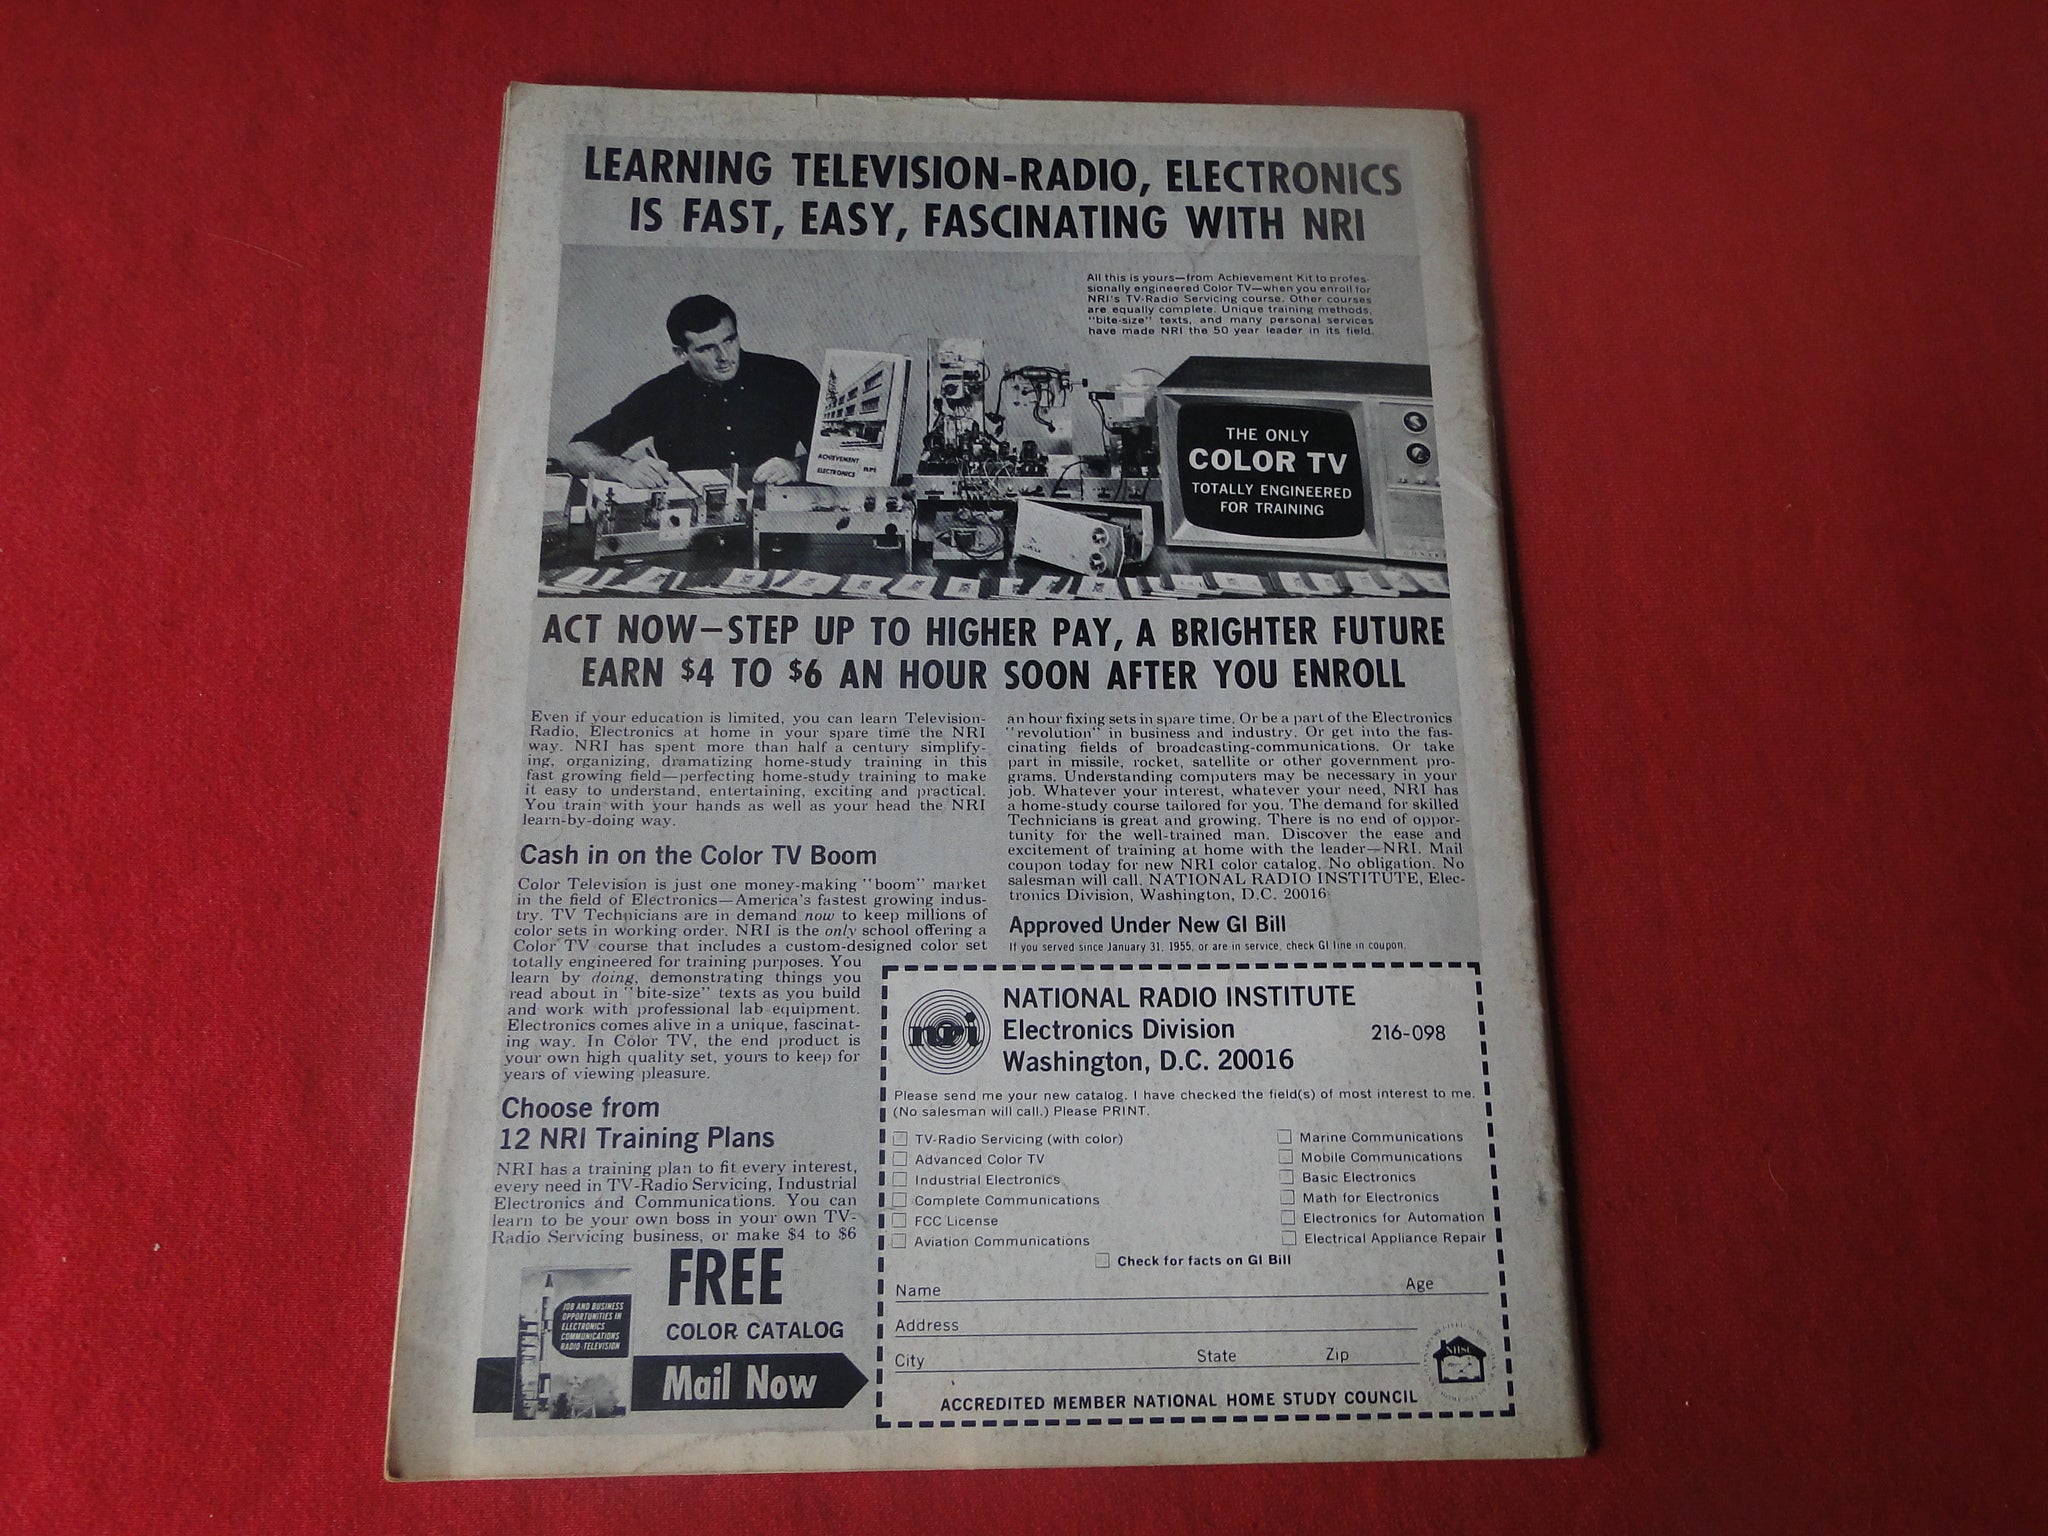 LEARNING TELEVISION-RADIO, ELECTRONICS
IS FAST, EASY, FASCINATING WITH NRI
All this is yours—from Achievement Kit to profes-
sionally engineered Color TV—when you enroll for
NRI's TV-Radio Servicing course. Other courses
are equally complete. Unique training methods,
"bite-size" texts, and many personal services
have made NRI the 50 year leader in its field.
ACHIEVEMENT
ELECTRONICS
THE ONLY
COLOR TV
TOTALLY ENGINEERED
FOR TRAINING
ACT NOW—STEP UP TO HIGHER PAY, A BRIGHTER FUTURE
EARN $4 TO $6 AN HOUR SOON AFTER YOU ENROLL
Even if your education is limited, you can learn Television-
Radio, Electronics at home in your spare time the NRI
way. NRI has spent more than half a century simplify-
ing, organizing, dramatizing home-study training in this
fast growing field—perfecting home-study training to make
it easy to understand, entertaining, exciting and practical.
You train with your hands as well as your head the NRI
learn-by-doing way.
Cash in on the Color TV Boom
Color Television is just one money-making "boom" market
in the field of Electronics—America's fastest growing indus-
try. TV Technicians are in demand now to keep millions of
color sets in working order. NRI is the only school offering a
Color TV course that includes a custom-designed color set
totally engineered for training purposes. You
learn by doing, demonstrating things you
read about in "bite-size" texts as you build
and work with professional lab equipment.
Electronics comes alive in a unique, fascinat-
ing way. In Color TV, the end product is
your own high quality set, yours to keep for
years of viewing pleasure.
Choose from
12 NRI Training Plans
NRI has a training plan to fit every interest,
every need in TV-Radio Servicing, Industrial
Electronics and Communications. You can
learn to be your own boss in your own TV-
Radio Servicing business, or make $4 to $6
an hour fixing sets in spare time. Or be a part of the Electronics
"revolution" in business and industry. Or get into the fas-
cinating fields of broadcasting-communications. Or take
part in missile, rocket, satellite or other government pro-
grams. Understanding computers may be necessary in your
job. Whatever your interest, whatever your need, NRI has
a home-study course tailored for you. The demand for skilled
Technicians is great and growing. There is no end of oppor-
tunity for the well-trained man. Discover the ease and
excitement of training at home with the leader—NRI. Mail
coupon today for new NRI color catalog. No obligation. No
salesman will call. NATIONAL RADIO INSTITUTE, Elec-
tronics Division, Washington, D.C. 20016
Approved Under New GI Bill
If you served since January 31, 1955, or are in service, check GI line in coupon.
JOB AND BUSINESS
OPPORTUNITIES IN
ELECTRONICS
COMMUNICATIONS
RADIO-TELEVISION
FREE
COLOR CATALOG
Mail Now
nri
NATIONAL RADIO INSTITUTE
Electronics Division 216-098
Washington, D.C. 20016
Please send me your new catalog. I have checked the field(s) of most interest to me.
(No salesman will call.) Please PRINT.
TV-Radio Servicing (with color)
Advanced Color TV
Industrial Electronics
Complete Communications
FCC License
Aviation Communications
Marine Communications
Mobile Communications
Basic Electronics
Math for Electronics
Electronics for Automation
Electrical Appliance Repair
Check for facts on GI Bill
Name Age
Address
City State Zip
NHSC
ACCREDITED MEMBER NATIONAL HOME STUDY COUNCIL